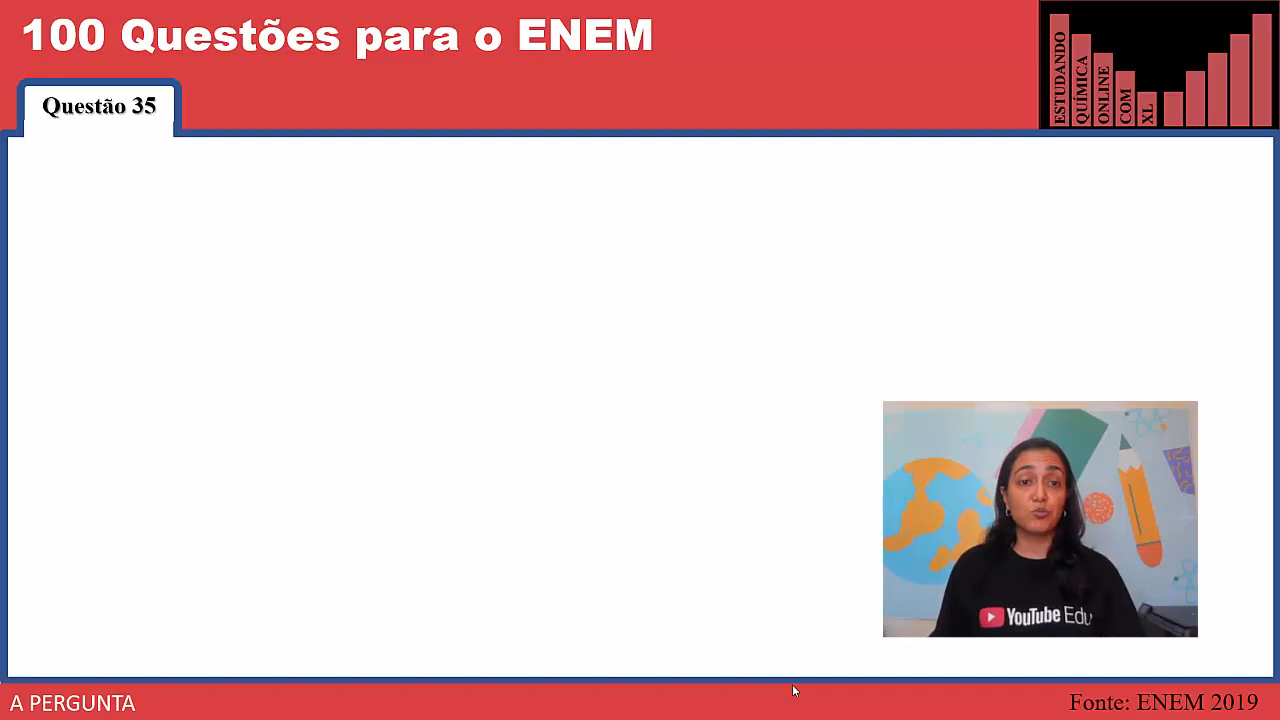 100 Questões para o ENEM
Questão 35
ESTUDANDO
QUÍMICA
ONLINE
COM
XL
YouTube Edu
A PERGUNTA
Fonte: ENEM 2019